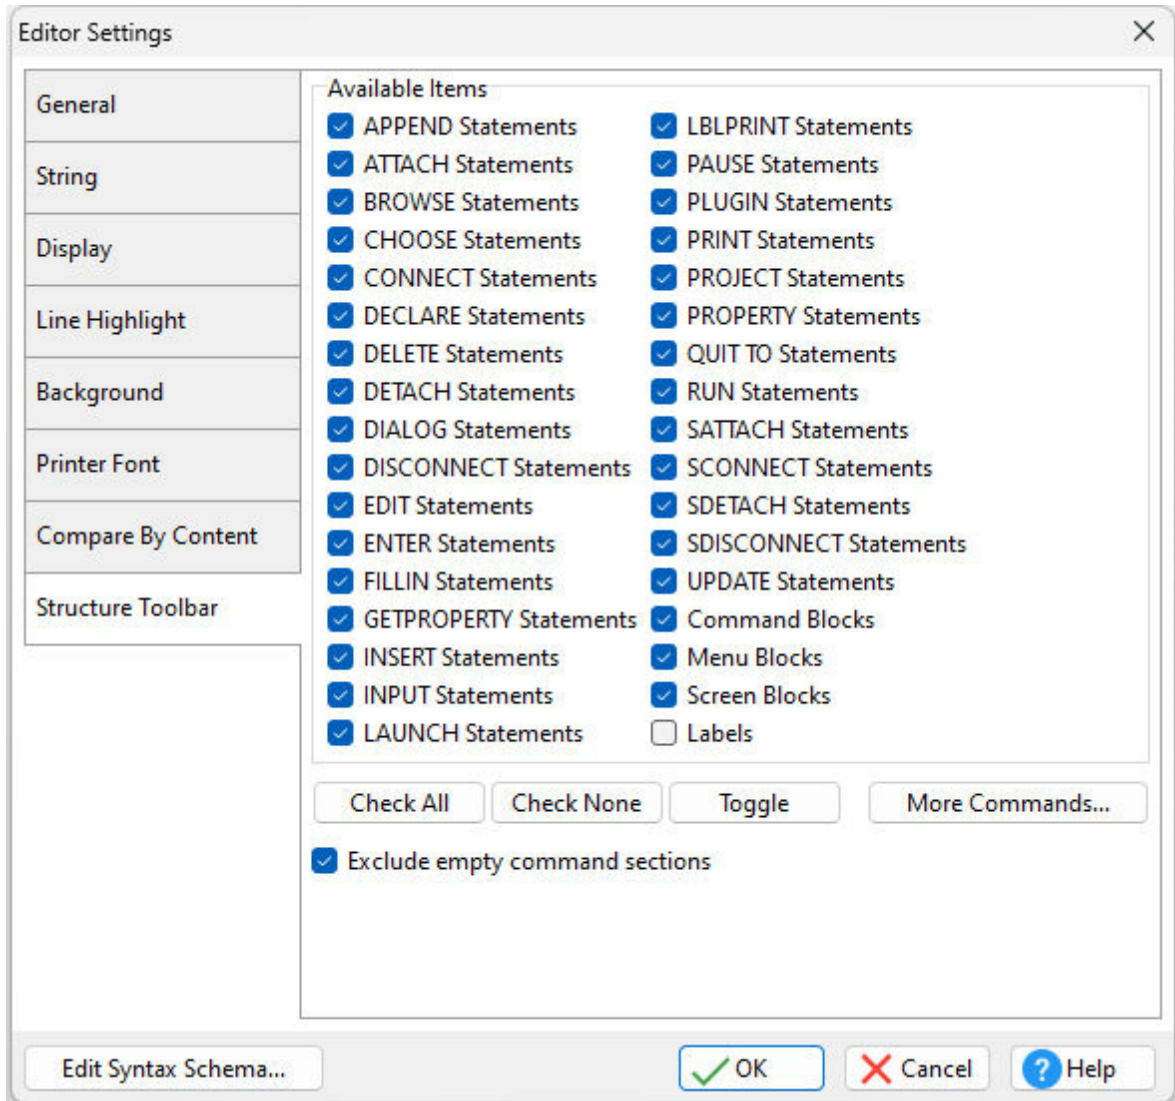 Editor Settings
General
String
Display
Line Highlight
Background
Printer Font
Compare By Content
Structure Toolbar
Available Items
APPEND Statements
ATTACH Statements
BROWSE Statements
CHOOSE Statements
CONNECT Statements
DECLARE Statements
DELETE Statements
DETACH Statements
DIALOG Statements
DISCONNECT Statements
EDIT Statements
ENTER Statements
FILLIN Statements
GETPROPERTY Statements
INSERT Statements
INPUT Statements
LAUNCH Statements
LBLPRINT Statements
PAUSE Statements
PLUGIN Statements
PRINT Statements
PROJECT Statements
PROPERTY Statements
QUIT TO Statements
RUN Statements
SATTACH Statements
SCONNECT Statements
SDETACH Statements
SDISCONNECT Statements
UPDATE Statements
Command Blocks
Menu Blocks
Screen Blocks
Labels
Check All
Check None
Toggle
More Commands...
Exclude empty command sections
Edit Syntax Schema...
OK
Cancel
? Help